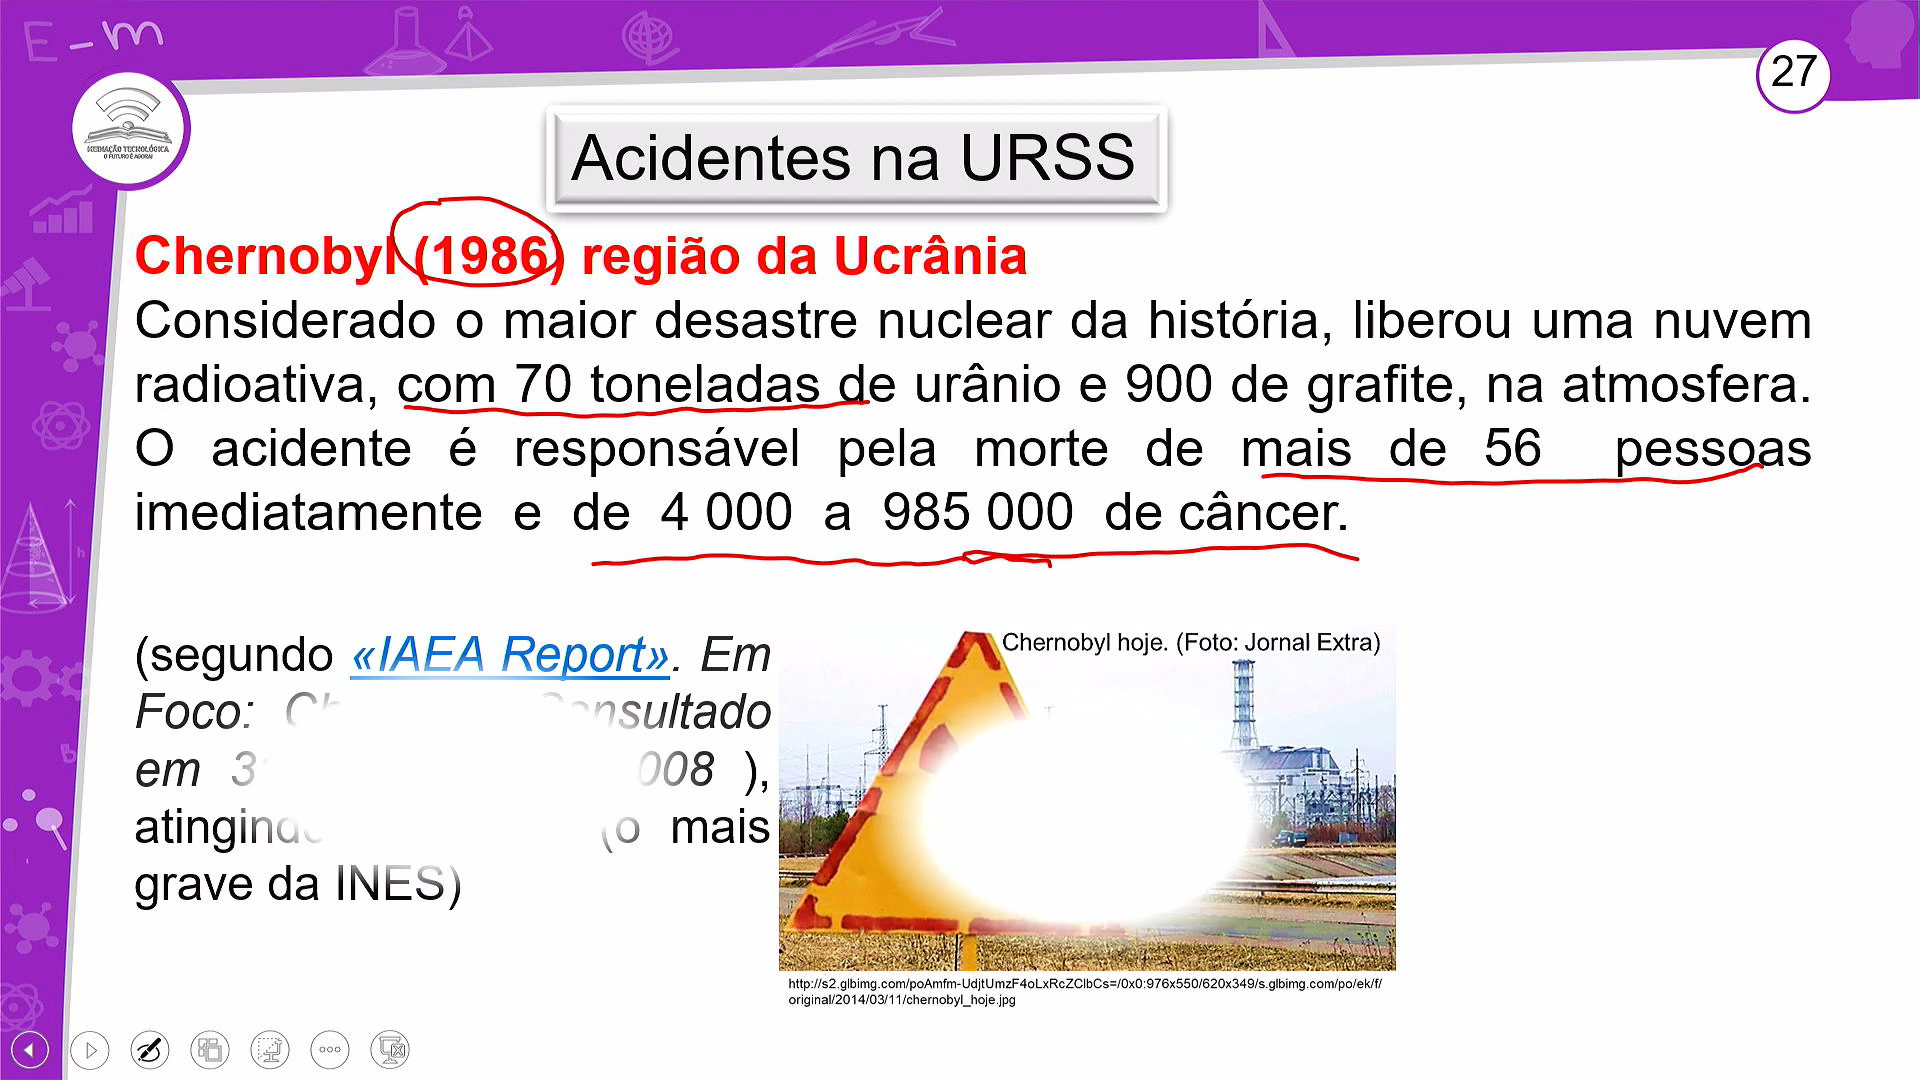 E-m
27
MEDIAÇÃO TECNOLÓGICA
O FUTURO É AGORA!
Acidentes na URSS
Chernobyl (1986) região da Ucrânia
Considerado o maior desastre nuclear da história, liberou uma nuvem
radioativa, com 70 toneladas de urânio e 900 de grafite, na atmosfera.
O acidente é responsável pela morte de mais de 56 pessoas
imediatamente e de 4 000 a 985 000 de câncer.
(segundo «IAEA Report». Em
Foco:
em ),
(o mais
grave da INES)
Chernobyl hoje. (Foto: Jornal Extra)
http://s2.glbimg.com/poAmfm-UdjtUmzF4oLxRcZClbCs=/0x0:976x550/620x349/s.glbimg.com/po/ek/f/
original/2014/03/11/chernobyl_hoje.jpg